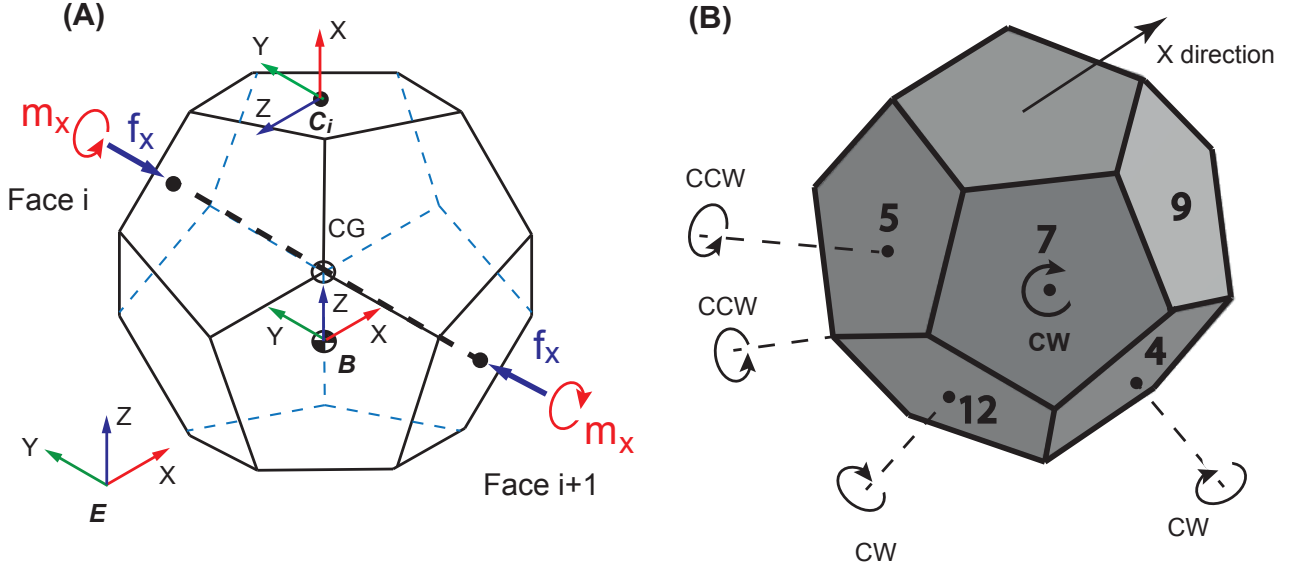 (A)
X
Y
Z
C_i
m_x
f_x
Face i
CG
Z
Y
X
B
f_x
m_x
Face i+1
Z
Y
X
E
(B)
X direction
CCW
5
9
7
CW
CCW
4
12
CW
CW